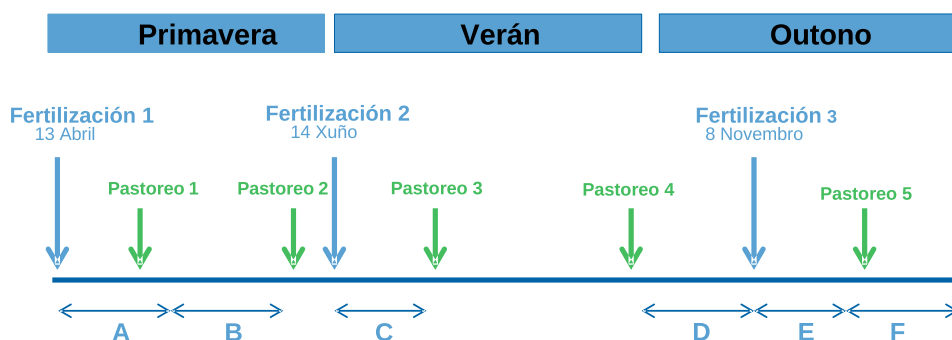 Primavera
Verán
Outono
Fertilización 1
13 Abril
Fertilización 2
14 Xuño
Fertilización 3
8 Novembro
Pastoreo 1
Pastoreo 2
Pastoreo 3
Pastoreo 4
Pastoreo 5
A
B
C
D
E
F